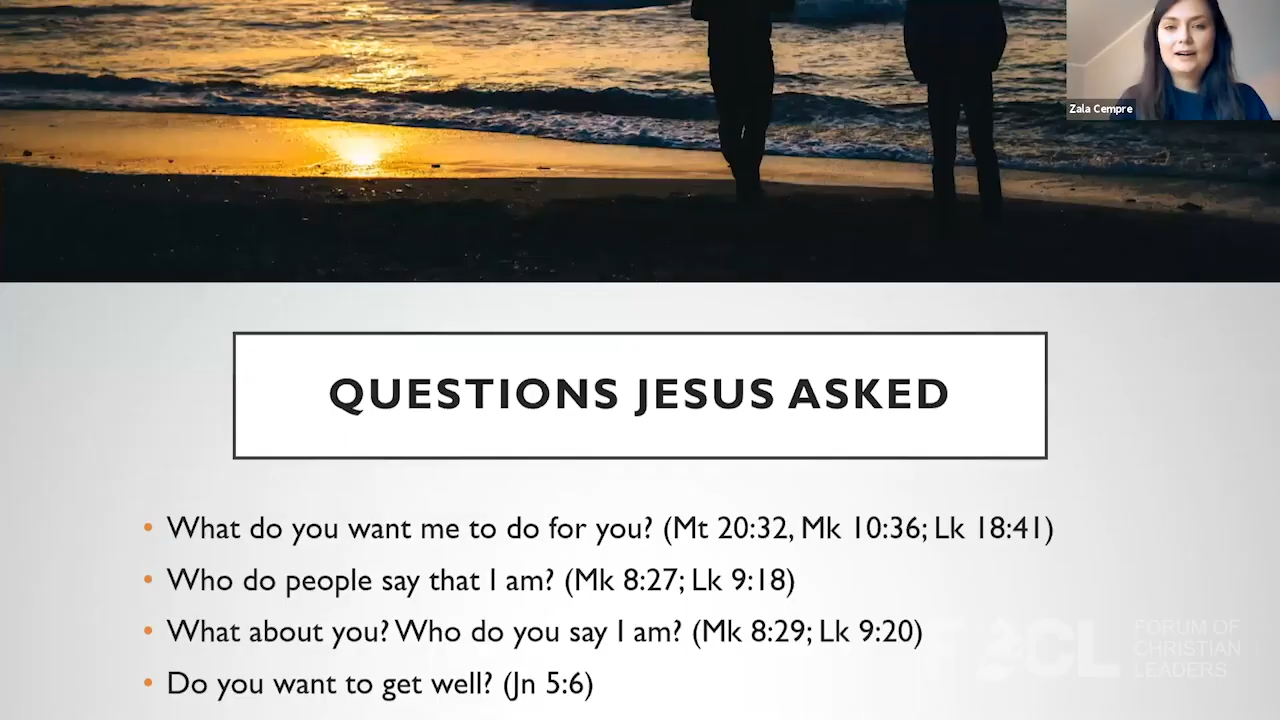 Zala Cempre
QUESTIONS JESUS ASKED
• What do you want me to do for you? (Mt 20:32, Mk 10:36; Lk 18:41)
• Who do people say that I am? (Mk 8:27; Lk 9:18)
• What about you? Who do you say I am? (Mk 8:29; Lk 9:20)
• Do you want to get well? (Jn 5:6)
FORUM OF
CHRISTIAN
LEADERS